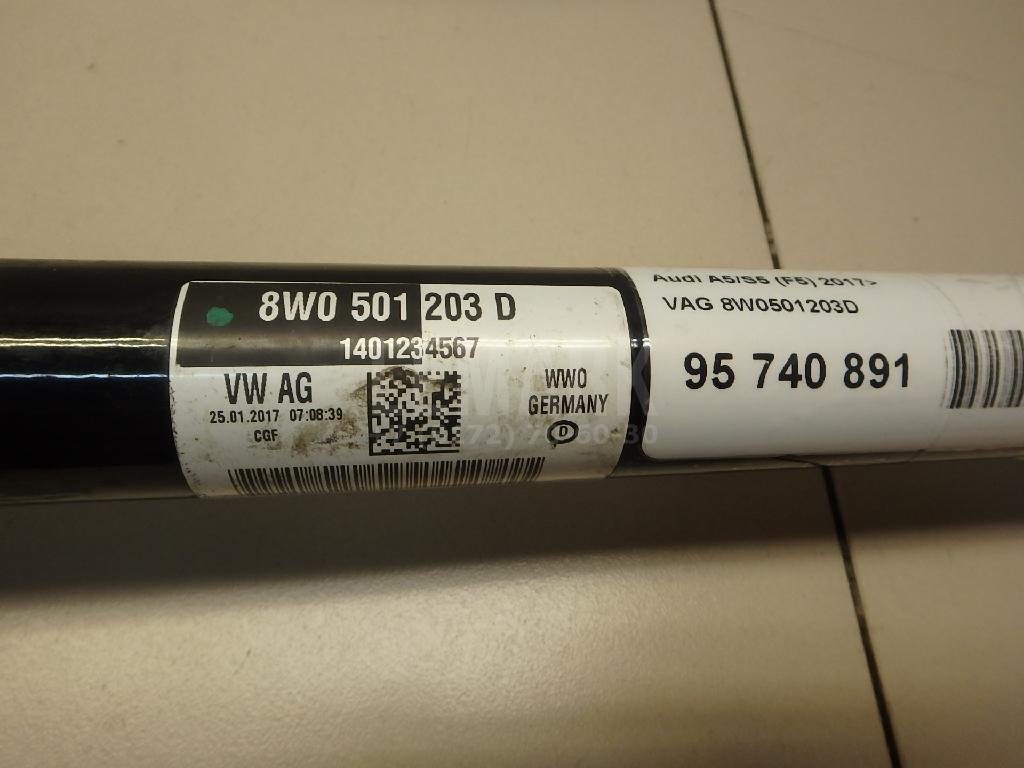 8W0 501 203 D
1401234567
VW AG
25.01.2017 07:08:39
CGF
WWO
GERMANY
D
Audi A5/S5 (F5) 2017>
VAG 8W0501203D
95 740 891